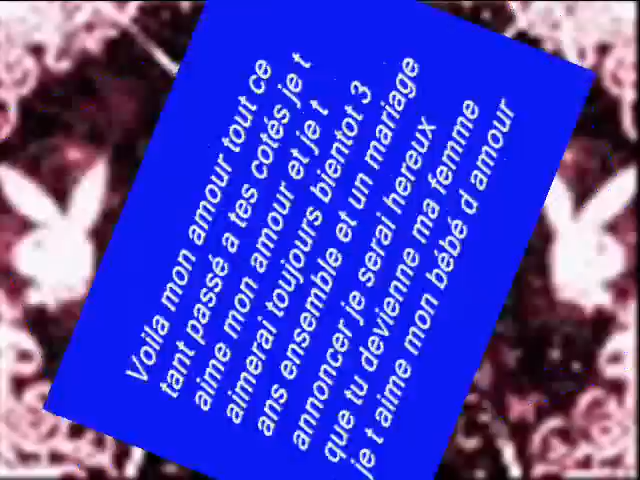 Voila mon amour tout ce
tant passé a tes cotés je t
aime mon amour et je t
aimerai toujours bientot 3
ans ensemble et un mariage
annoncer je serai hereux
que tu devienne ma femme
je t aime mon bébé d amour